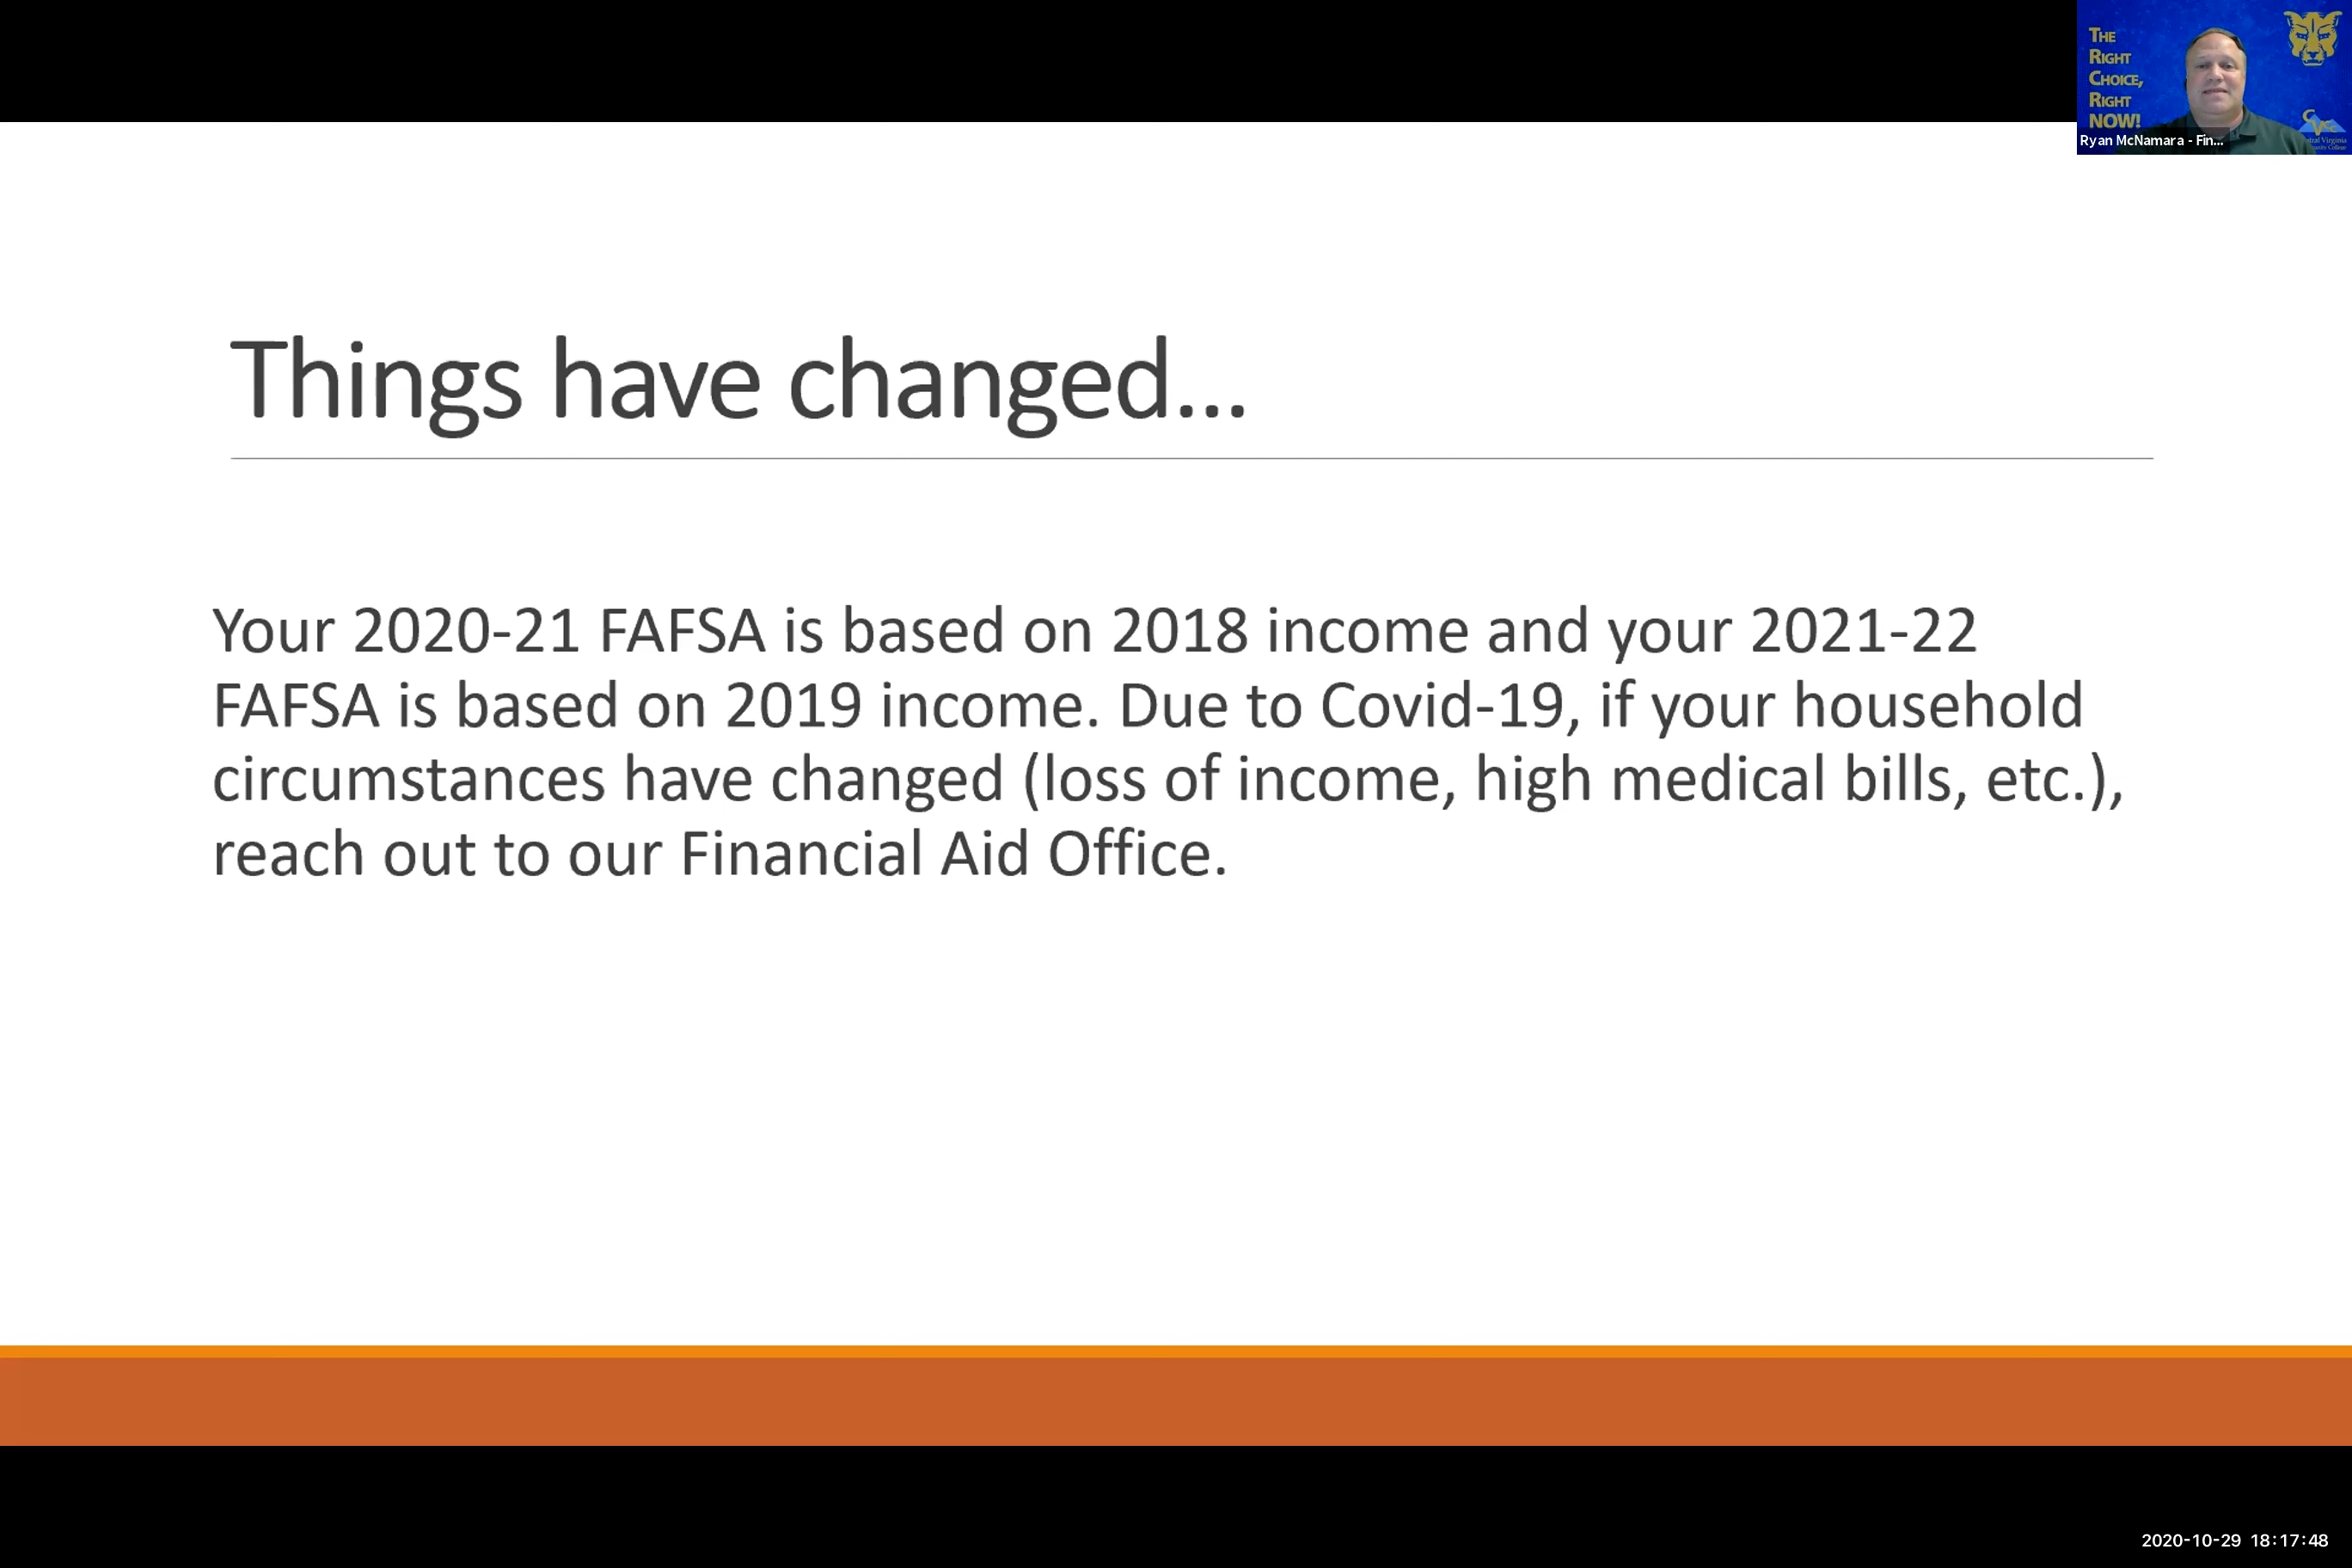 THE
RIGHT
CHOICE,
RIGHT
NOW!
Ryan McNamara - Fin...
Things have changed...
Your 2020-21 FAFSA is based on 2018 income and your 2021-22
FAFSA is based on 2019 income. Due to Covid-19, if your household
circumstances have changed (loss of income, high medical bills, etc.),
reach out to our Financial Aid Office.
2020-10-29 18:17:48